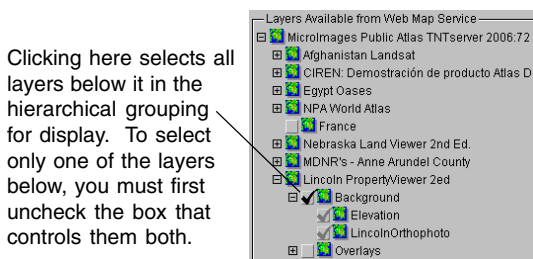 Clicking here selects all
layers below it in the
hierarchical grouping
for display. To select
only one of the layers
below, you must first
uncheck the box that
controls them both.
Layers Available from Web Map Service
MicroImages Public Atlas TNTserver 2006:72
Afghanistan Landsat
CIREN: Demostración de producto Atlas D
Egypt Oases
NPA World Atlas
France
Nebraska Land Viewer 2nd Ed.
MDNR's - Anne Arundel County
Lincoln PropertyViewer 2ed
Background
Elevation
LincolnOrthophoto
Overlays